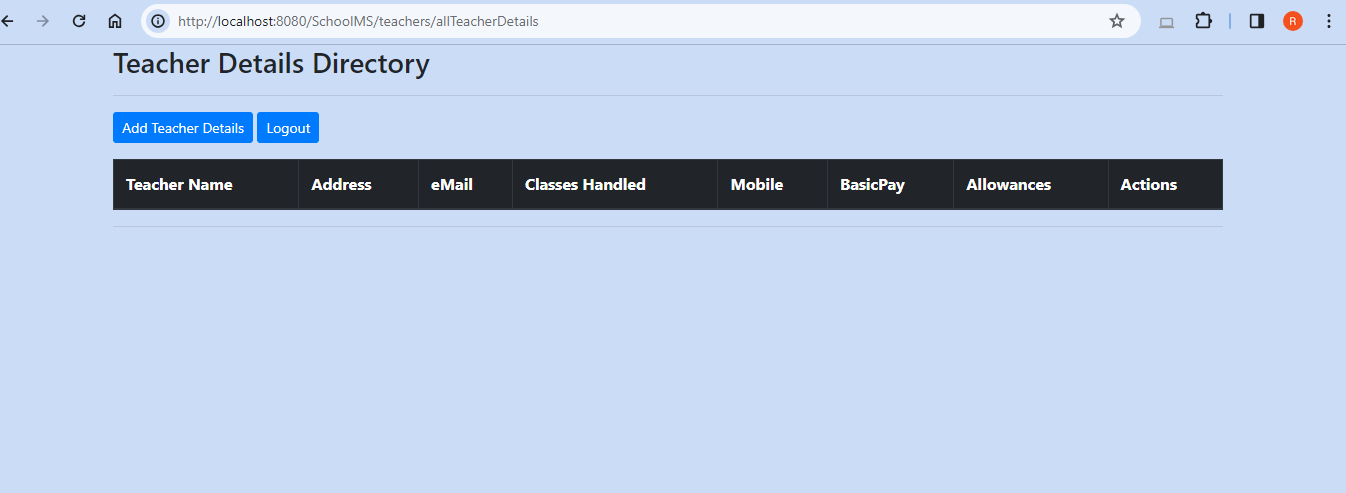 http://localhost:8080/SchoolMS/teachers/allTeacherDetails
R
Teacher Details Directory
Add Teacher Details Logout
Teacher Name Address eMail Classes Handled Mobile BasicPay Allowances Actions